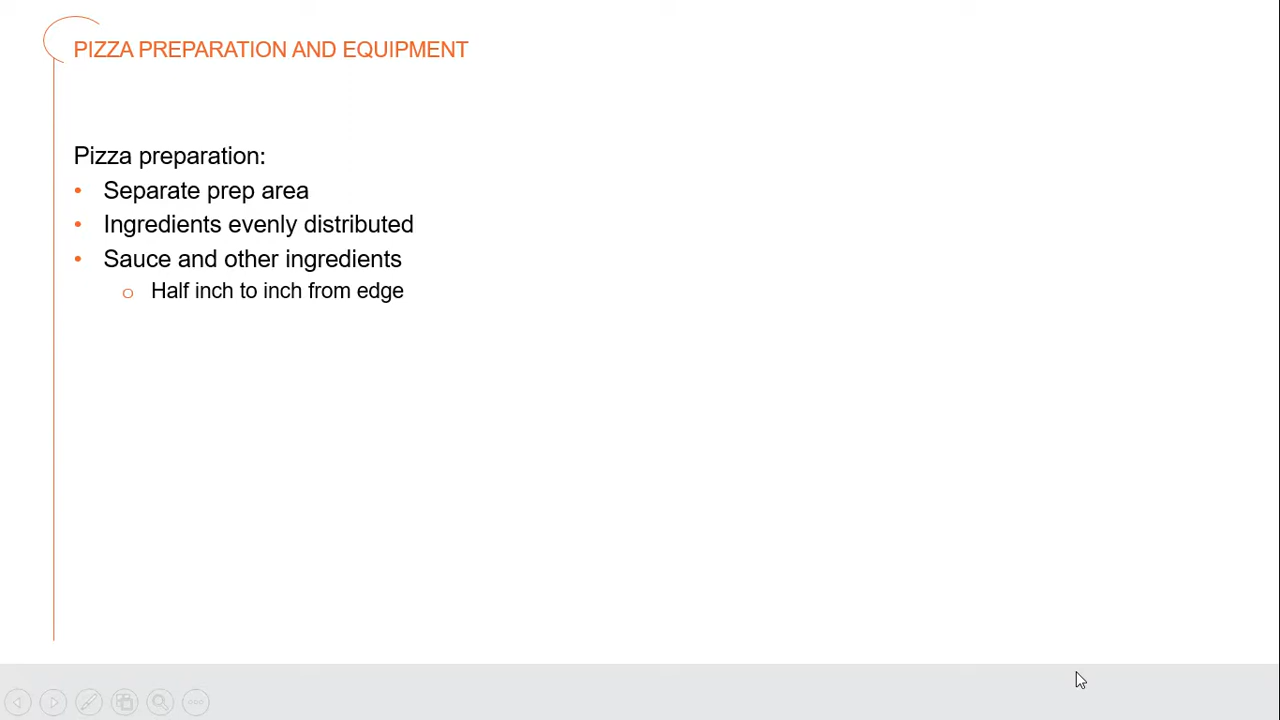 PIZZA PREPARATION AND EQUIPMENT
Pizza preparation:
• Separate prep area
• Ingredients evenly distributed
• Sauce and other ingredients
o Half inch to inch from edge